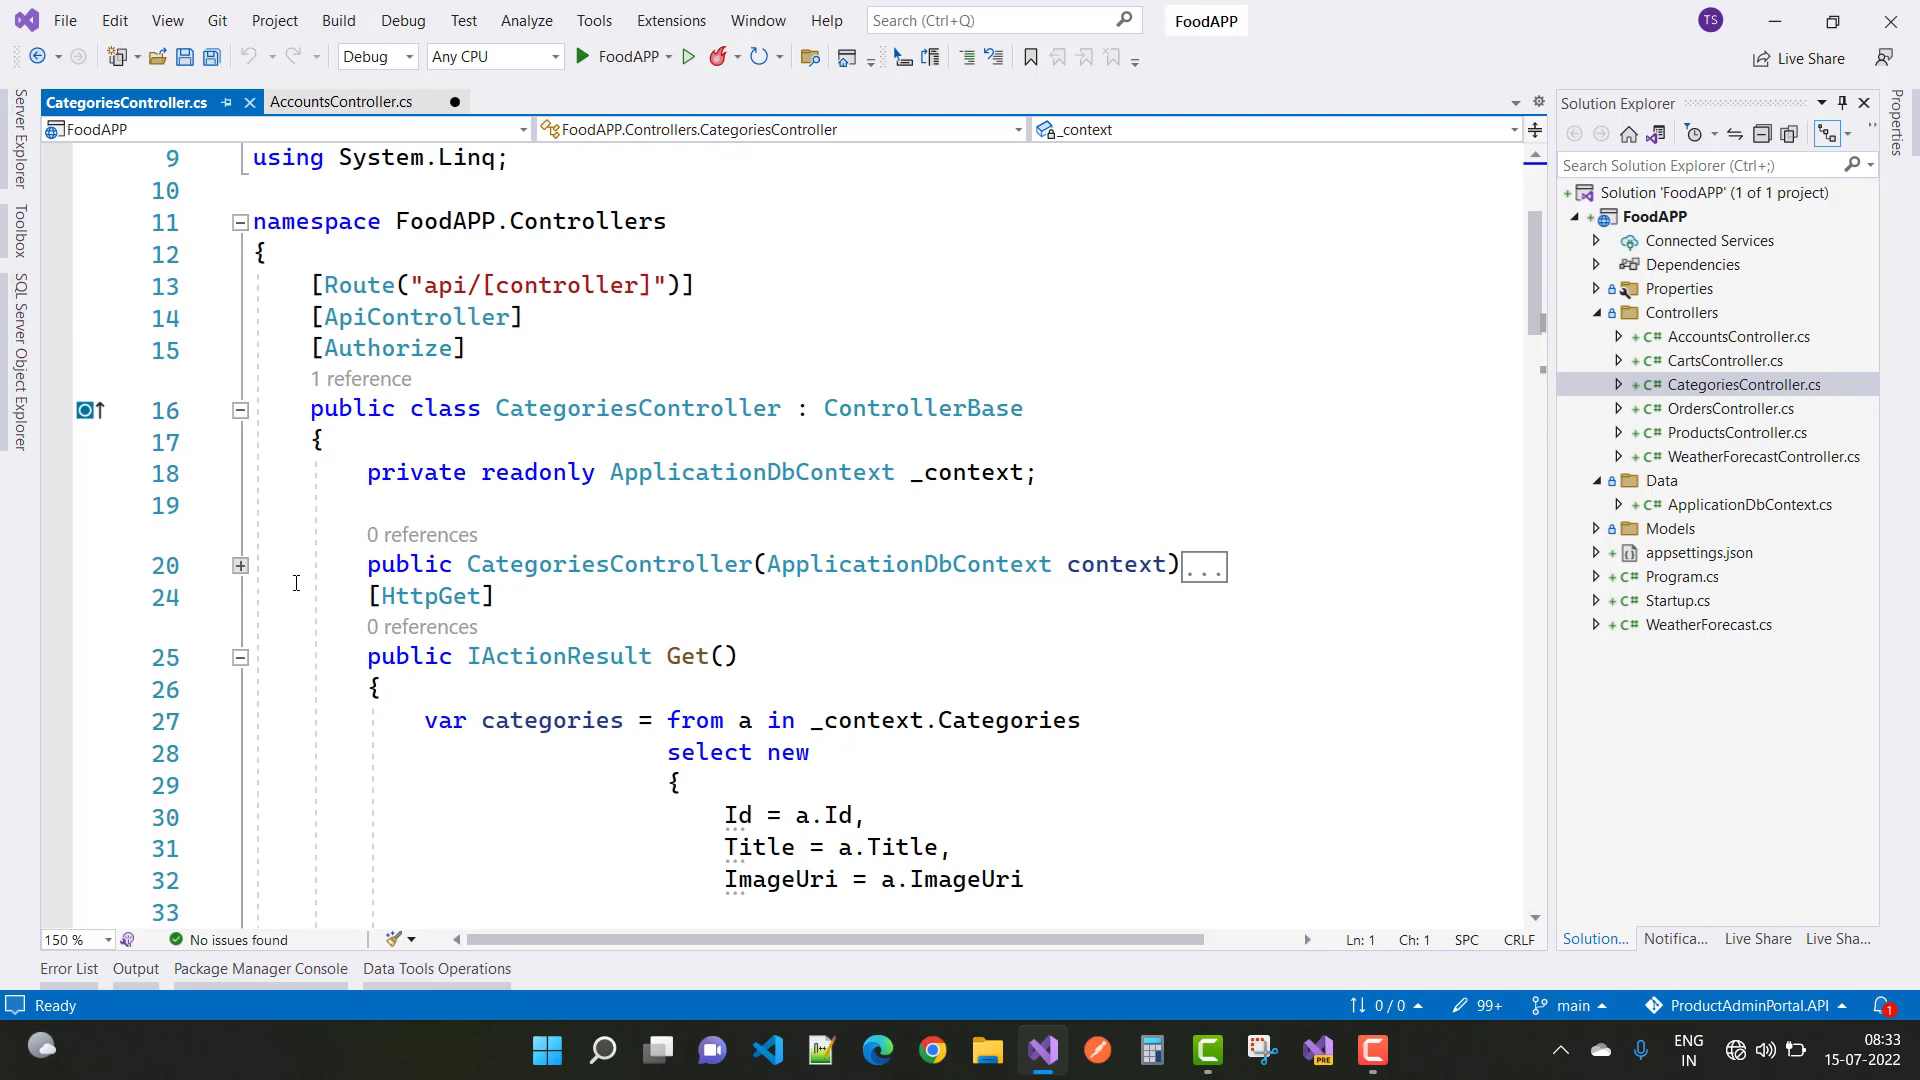 File Edit View Git Project Build Debug Test Analyze Tools Extensions Window Help Search (Ctrl+Q) FoodAPP TS
Debug Any CPU FoodAPP Live Share
CategoriesController.cs AccountsController.cs
FoodAPP FoodAPP.Controllers.CategoriesController _context
Server Explorer
Toolbox
SQL Server Object Explorer
9 using System.Linq;
10
11 namespace FoodAPP.Controllers
12 {
13 [Route("api/[controller]")]
14 [ApiController]
15 [Authorize]
1 reference
16 public class CategoriesController : ControllerBase
17 {
18 private readonly ApplicationDbContext _context;
19
0 references
20 public CategoriesController(ApplicationDbContext context)...
24 [HttpGet]
0 references
25 public IActionResult Get()
26 {
27 var categories = from a in _context.Categories
28 select new
29 {
30 Id = a.Id,
31 Title = a.Title,
32 ImageUri = a.ImageUri
33
150 % No issues found Ln: 1 Ch: 1 SPC CRLF
Error List Output Package Manager Console Data Tools Operations
Solution Explorer
Search Solution Explorer (Ctrl+;)
Solution 'FoodAPP' (1 of 1 project)
FoodAPP
Connected Services
Dependencies
Properties
Controllers
C# AccountsController.cs
C# CartsController.cs
C# CategoriesController.cs
C# OrdersController.cs
C# ProductsController.cs
C# WeatherForecastController.cs
Data
C# ApplicationDbContext.cs
Models
appsettings.json
C# Program.cs
C# Startup.cs
C# WeatherForecast.cs
Solution... Notifica... Live Share Live Sha...
Properties
Ready 0 / 0 99+ main ProductAdminPortal.API 1
PRE
ENG
IN
08:33
15-07-2022